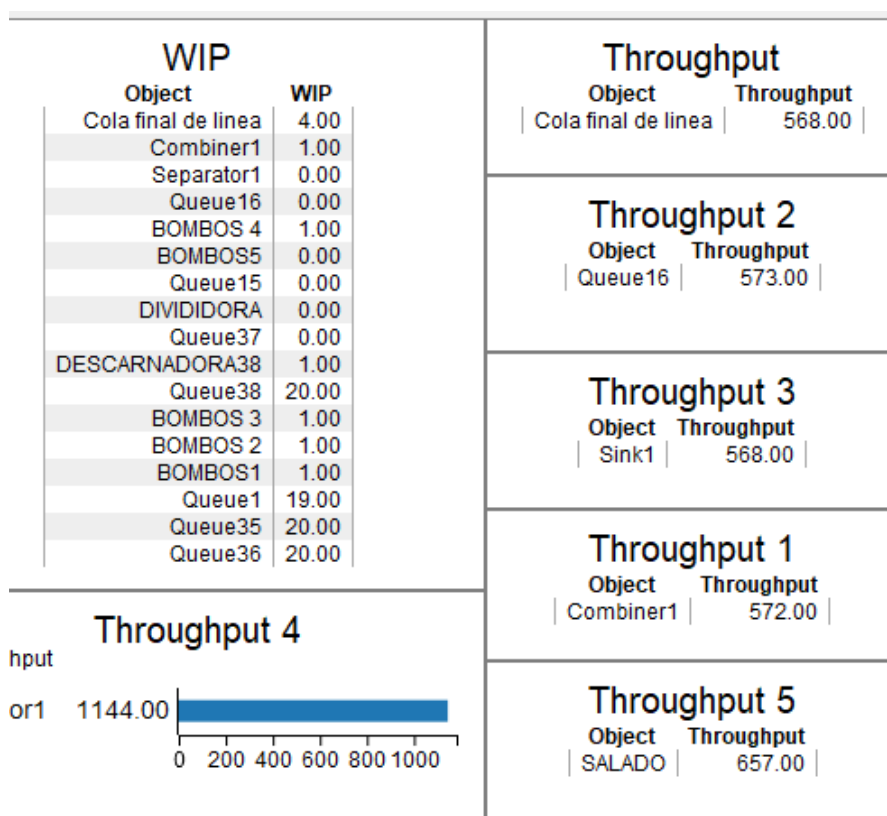 WIP
Object WIP
Cola final de linea 4.00
Combiner1 1.00
Separator1 0.00
Queue16 0.00
BOMBOS 4 1.00
BOMBOS5 0.00
Queue15 0.00
DIVIDIDORA 0.00
Queue37 0.00
DESCARNADORA38 1.00
Queue38 20.00
BOMBOS 3 1.00
BOMBOS 2 1.00
BOMBOS1 1.00
Queue1 19.00
Queue35 20.00
Queue36 20.00
Throughput 4
hput
or1 1144.00
0 200 400 600 800 1000
Throughput
Object Throughput
Cola final de linea 568.00
Throughput 2
Object Throughput
Queue16 573.00
Throughput 3
Object Throughput
Sink1 568.00
Throughput 1
Object Throughput
Combiner1 572.00
Throughput 5
Object Throughput
SALADO 657.00